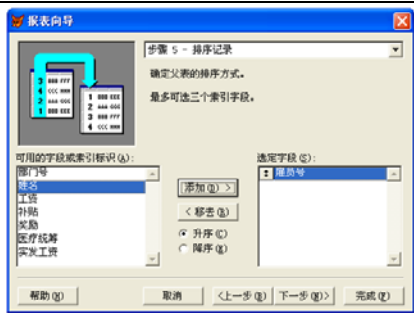 报表向导
步骤 5 - 排序记录
确定父表的排序方式。
最多可选三个索引字段。
可用的字段或索引标识(A):
选定字段(S):
部门号
姓名
工资
补贴
奖励
医疗统筹
实发工资
雇员号
添加(D) >
< 移去(R)
升序(C)
降序(G)
帮助(H)
取消
<上一步(B)
下一步(N)>
完成(F)